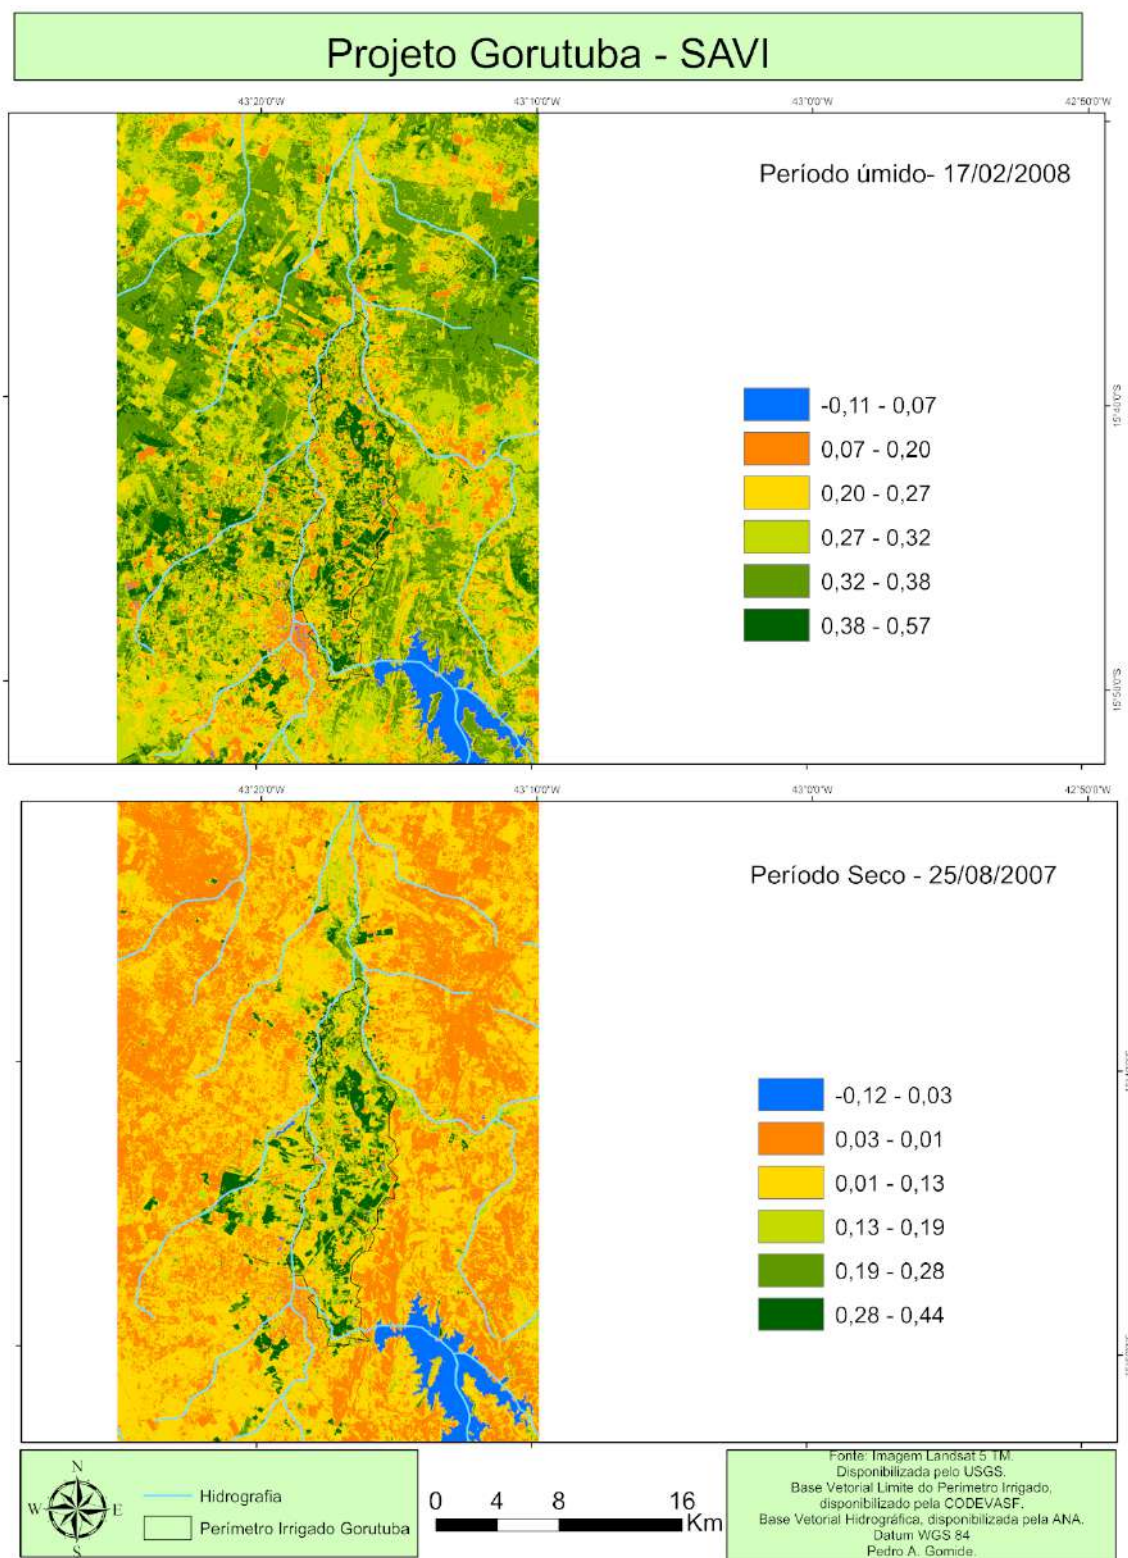 Projeto Gorutuba - SAVI
43°20'0"W 43°10'0"W 43°0'0"W 42°50'0"W
Período úmido- 17/02/2008
-0,11 - 0,07
15°40'0"S
0,07 - 0,20
0,20 - 0,27
0,27 - 0,32
0,32 - 0,38
0,38 - 0,57
15°50'0"S
43°20'0"W 43°10'0"W 43°0'0"W 42°50'0"W
Período Seco - 25/08/2007
-0,12 - 0,03
0,03 - 0,01
0,01 - 0,13
0,13 - 0,19
0,19 - 0,28
0,28 - 0,44
N
W E
S
Hidrografia
Perímetro Irrigado Gorutuba
0 4 8 16
Km
Fonte: Imagem Landsat 5 TM.
Disponibilizada pelo USGS.
Base Vetorial Limite do Perímetro Irrigado,
disponibilizado pela CODEVASF.
Base Vetorial Hidrográfica, disponibilizada pela ANA.
Datum WGS 84
Pedro A. Gomide.